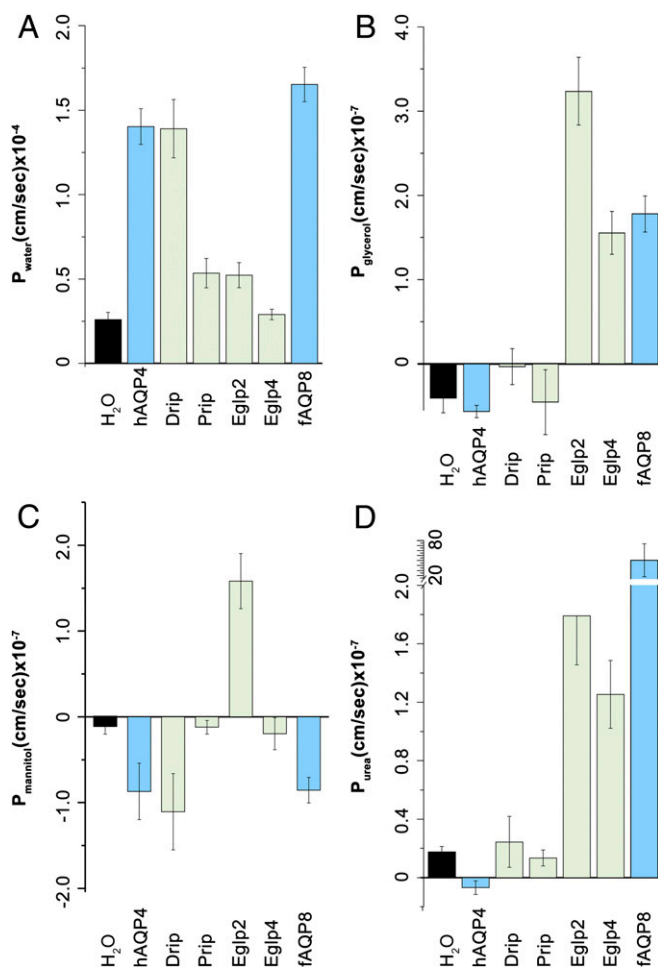 A
P_water(cm/sec)x10^-4
2.0
1.5
1.0
0.5
0
H₂O
hAQP4
Drip
Prip
Eglp2
Eglp4
fAQP8
B
P_glycerol(cm/sec)x10^-7
4.0
3.0
2.0
1.0
0
H₂O
hAQP4
Drip
Prip
Eglp2
Eglp4
fAQP8
C
P_mannitol(cm/sec)x10^-7
2.0
1.0
0
-1.0
-2.0
H₂O
hAQP4
Drip
Prip
Eglp2
Eglp4
fAQP8
D
P_urea(cm/sec)x10^-7
80
20
2.0
1.6
1.2
0.8
0.4
0
H₂O
hAQP4
Drip
Prip
Eglp2
Eglp4
fAQP8